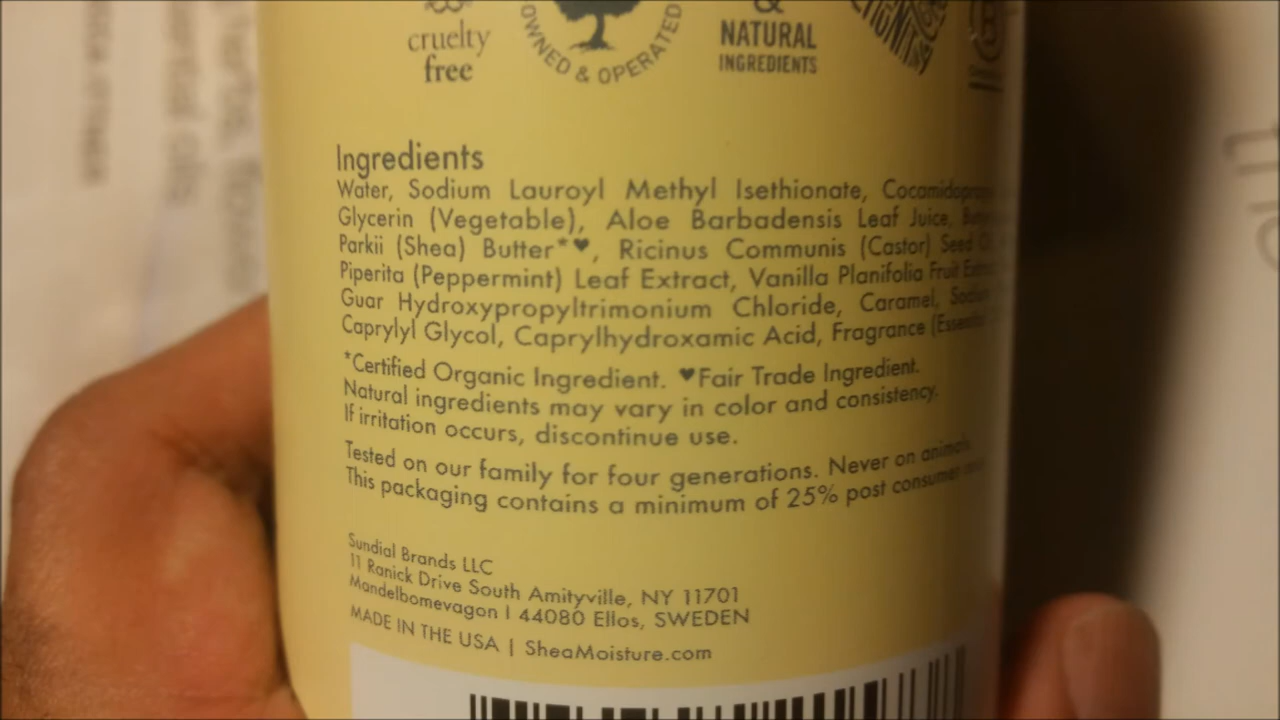 cruelty
free
OWNED & OPERATED
&
NATURAL
INGREDIENTS
Ingredients
Water, Sodium Lauroyl Methyl Isethionate,
Glycerin (Vegetable), Aloe Barbadensis Leaf Juice,
Parkii (Shea) Butter*♥, Ricinus Communis (Castor) Seed
Piperita (Peppermint) Leaf Extract, Vanilla Planifolia Fruit
Guar Hydroxypropyltrimonium Chloride, Caramel,
Caprylyl Glycol, Caprylhydroxamic Acid, Fragrance
*Certified Organic Ingredient. ♥Fair Trade Ingredient.
Natural ingredients may vary in color and consistency.
If irritation occurs, discontinue use.
Tested on our family for four generations. Never on animals.
This packaging contains a minimum of 25% post consumer
Sundial Brands LLC
11 Ranick Drive South Amityville, NY 11701
Mandelbomevagon | 44080 Ellos, SWEDEN
MADE IN THE USA | SheaMoisture.com